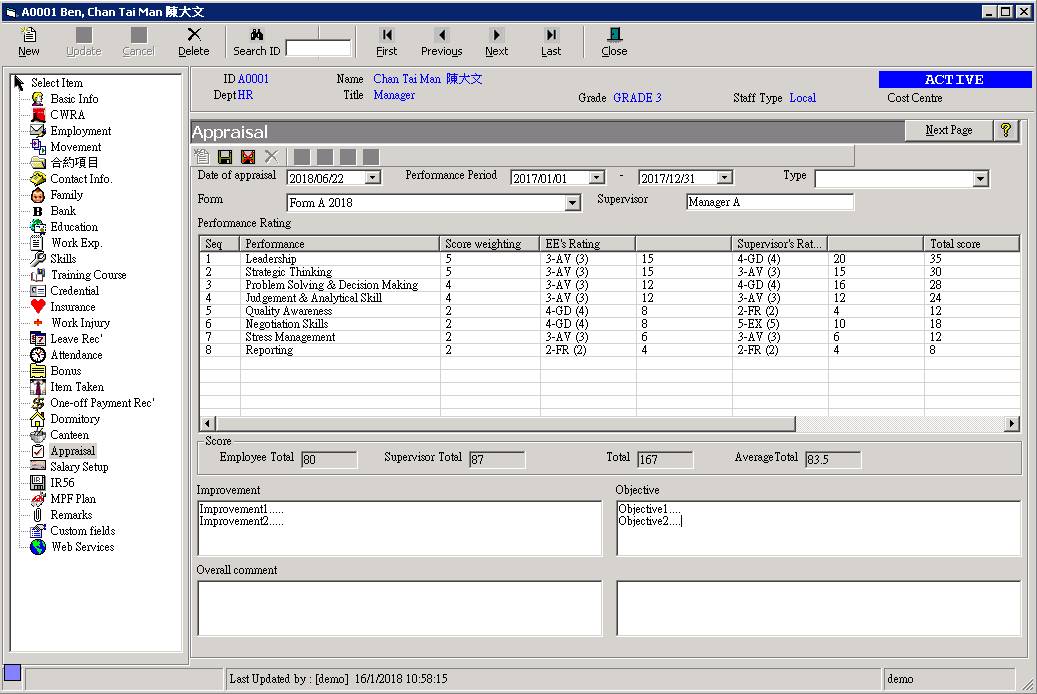 A0001 Ben, Chan Tai Man 陳大文
New Update Cancel Delete Search ID First Previous Next Last Close
Select Item
Basic Info
CWRA
Employment
Movement
合約項目
Contact Info.
Family
Bank
Education
Work Exp.
Skills
Training Course
Credential
Insurance
Work Injury
Leave Rec'
Attendance
Bonus
Item Taken
One-off Payment Rec'
Dormitory
Canteen
Appraisal
Salary Setup
IR56
MPF Plan
Remarks
Custom fields
Web Services
ID A0001 Name Chan Tai Man 陳大文 ACTIVE
Dept HR Title Manager Grade GRADE 3 Staff Type Local Cost Centre
Appraisal Next Page ?
Date of appraisal 2018/06/22 Performance Period 2017/01/01 - 2017/12/31 Type
Form Form A 2018 Supervisor Manager A
Performance Rating
Seq Performance Score weighting EE's Rating Supervisor's Rat... Total score
1 Leadership 5 3-AV (3) 15 4-GD (4) 20 35
2 Strategic Thinking 5 3-AV (3) 15 3-AV (3) 15 30
3 Problem Solving & Decision Making 4 3-AV (3) 12 4-GD (4) 16 28
4 Judgement & Analytical Skill 4 3-AV (3) 12 3-AV (3) 12 24
5 Quality Awareness 2 4-GD (4) 8 2-FR (2) 4 12
6 Negotiation Skills 2 4-GD (4) 8 5-EX (5) 10 18
7 Stress Management 2 3-AV (3) 6 3-AV (3) 6 12
8 Reporting 2 2-FR (2) 4 2-FR (2) 4 8
Score
Employee Total 80 Supervisor Total 87 Total 167 Average Total 83.5
Improvement
Improvement1.....
Improvement2.....
Objective
Objective1....
Objective2....
Overall comment
Last Updated by : [demo] 16/1/2018 10:58:15 demo